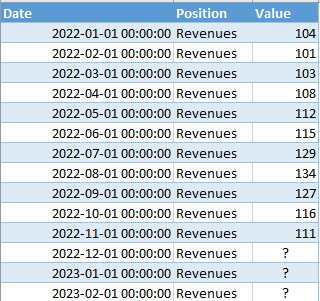 Date Position Value
2022-01-01 00:00:00 Revenues 104
2022-02-01 00:00:00 Revenues 101
2022-03-01 00:00:00 Revenues 103
2022-04-01 00:00:00 Revenues 108
2022-05-01 00:00:00 Revenues 112
2022-06-01 00:00:00 Revenues 115
2022-07-01 00:00:00 Revenues 129
2022-08-01 00:00:00 Revenues 134
2022-09-01 00:00:00 Revenues 127
2022-10-01 00:00:00 Revenues 116
2022-11-01 00:00:00 Revenues 111
2022-12-01 00:00:00 Revenues ?
2023-01-01 00:00:00 Revenues ?
2023-02-01 00:00:00 Revenues ?